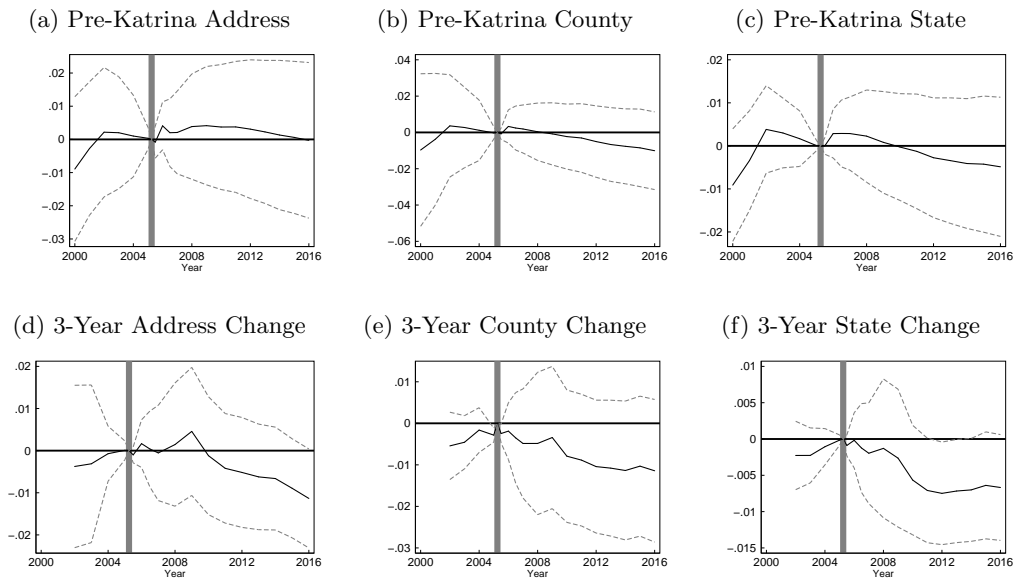 (a) Pre-Katrina Address
(b) Pre-Katrina County
(c) Pre-Katrina State
.02
.01
0
−.01
−.02
−.03
2000 2004 2008 2012 2016
Year
.04
.02
0
−.02
−.04
−.06
2000 2004 2008 2012 2016
Year
.02
.01
0
−.01
−.02
2000 2004 2008 2012 2016
Year
(d) 3-Year Address Change
(e) 3-Year County Change
(f) 3-Year State Change
.02
.01
0
−.01
−.02
2000 2004 2008 2012 2016
Year
.01
0
−.01
−.02
−.03
2000 2004 2008 2012 2016
Year
.01
.005
0
−.005
−.01
−.015
2000 2004 2008 2012 2016
Year